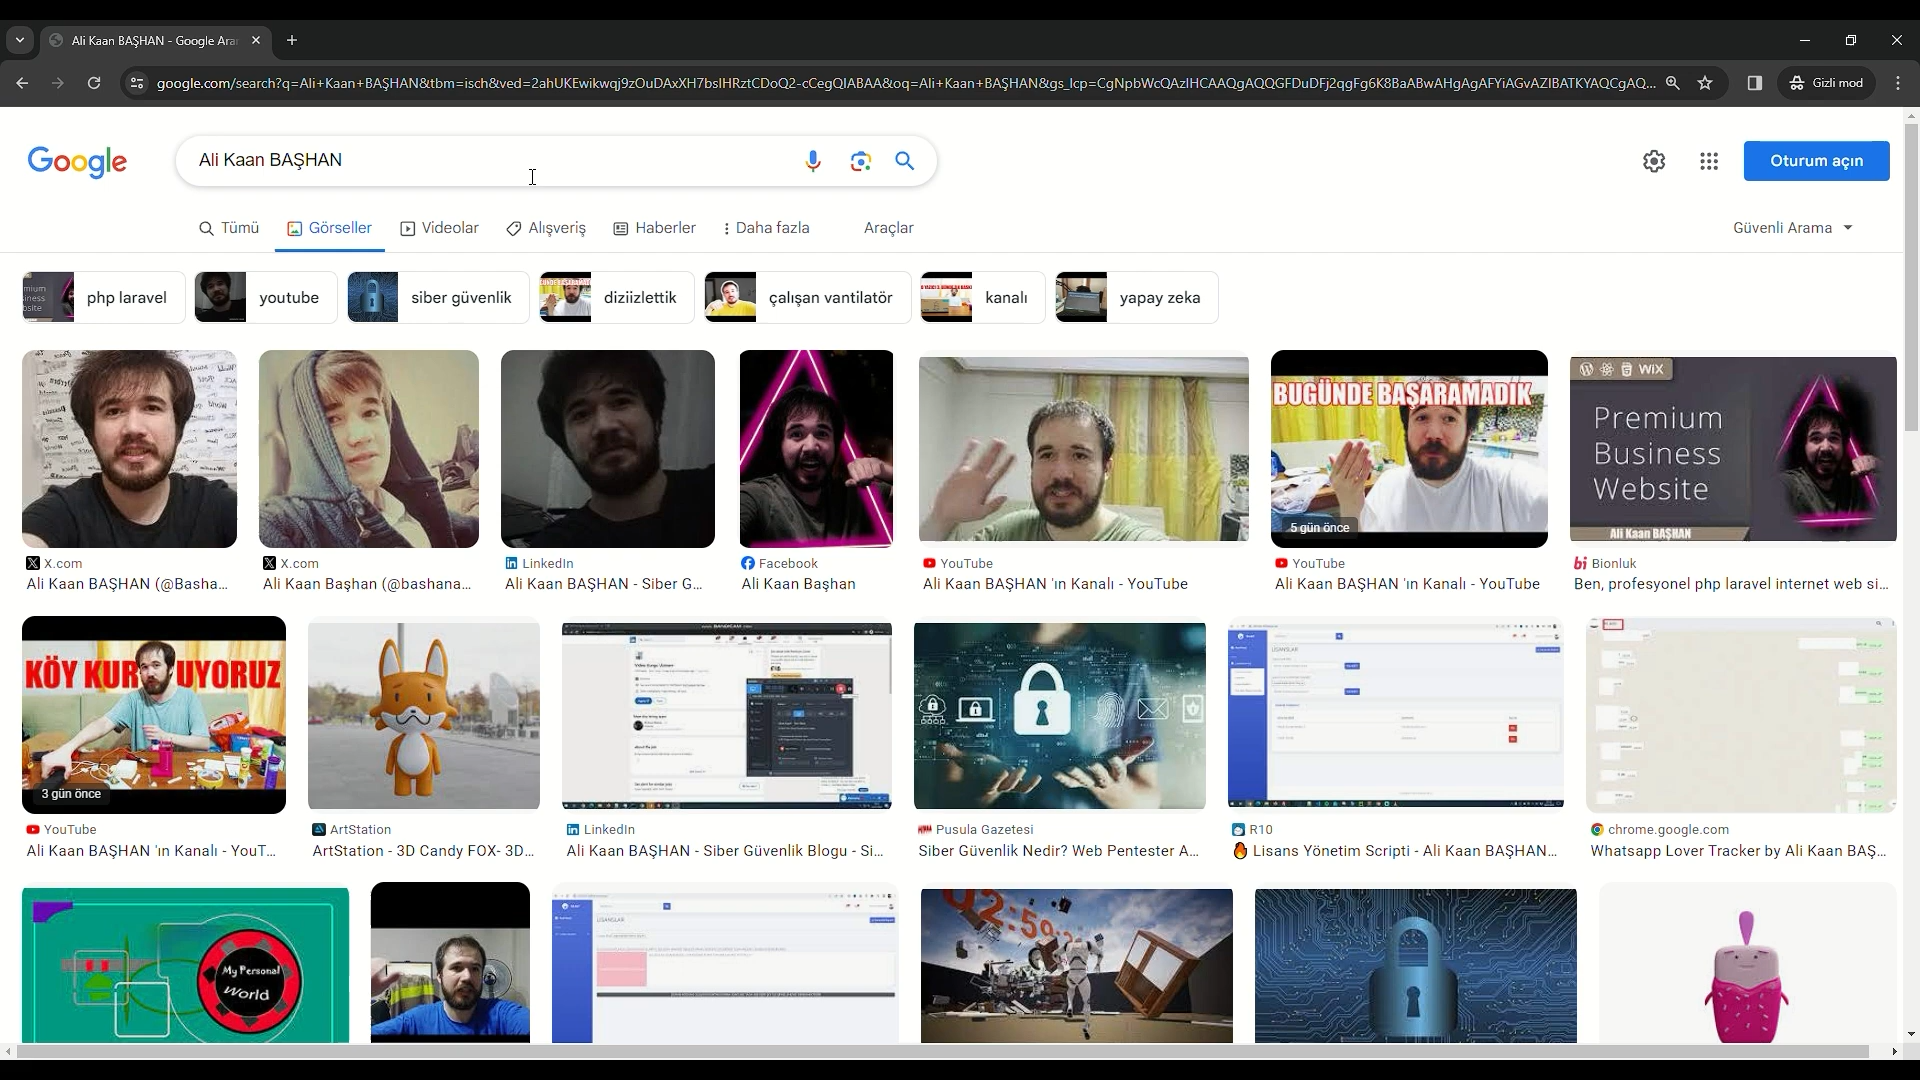 Ali Kaan BAŞHAN - Google Ara
google.com/search?q=Ali+Kaan+BAŞHAN&tbm=isch&ved=2ahUKEwikwqj9zOuDAxXH7bsIHRztCDoQ2-cCegQIABAA&oq=Ali+Kaan+BAŞHAN&gs_lcp=CgNpbWcQAzIHCAAQgAQQGFDuDFj2qgFg6K8BaABwAHgAgAFYiAGvAZIBATKYAQCgAQ...
Gizli mod
Google
Ali Kaan BAŞHAN
Oturum açın
Tümü
Görseller
Videolar
Alışveriş
Haberler
Daha fazla
Araçlar
Güvenli Arama
php laravel
youtube
siber güvenlik
diziizlettik
çalışan vantilatör
kanalı
yapay zeka
BUGÜNDE BAŞARAMADIK
5 gün önce
WIX
Premium
Business
Website
Ali Kaan BAŞHAN
X.com
Ali Kaan BAŞHAN (@Basha...
X.com
Ali Kaan Başhan (@bashana...
LinkedIn
Ali Kaan BAŞHAN - Siber G...
Facebook
Ali Kaan Başhan
YouTube
Ali Kaan BAŞHAN 'ın Kanalı - YouTube
YouTube
Ali Kaan BAŞHAN 'ın Kanalı - YouTube
Bionluk
Ben, profesyonel php laravel internet web si...
KÖY KUR UYORUZ
3 gün önce
LİSANSLAR
YouTube
Ali Kaan BAŞHAN 'ın Kanalı - YouT...
ArtStation
ArtStation - 3D Candy FOX- 3D...
LinkedIn
Ali Kaan BAŞHAN - Siber Güvenlik Blogu - Si...
Pusula Gazetesi
Siber Güvenlik Nedir? Web Pentester A...
R10
Lisans Yönetim Scripti - Ali Kaan BAŞHAN...
chrome.google.com
Whatsapp Lover Tracker by Ali Kaan BAŞ...
My Personal
World
LİSANSLAR
02:59